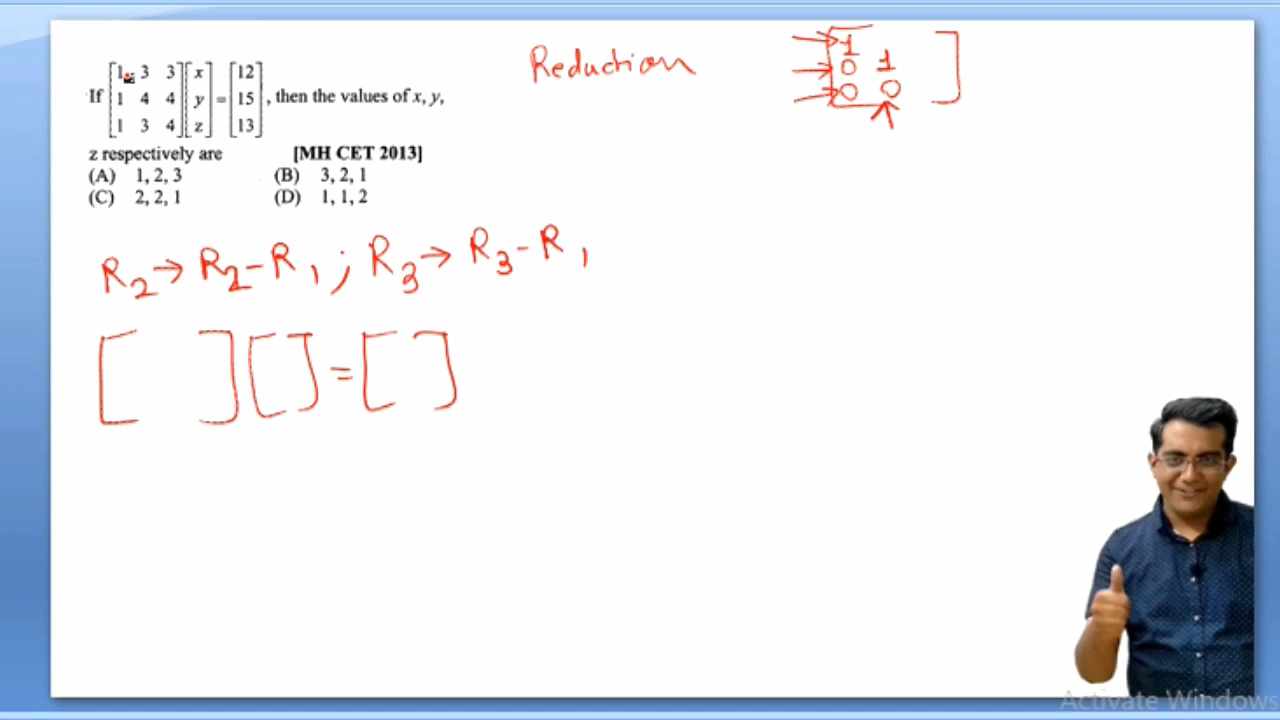 Reduction
1
0 1
0 0
If [1 3 3 / 1 4 4 / 1 3 4] [x / y / z] = [12 / 15 / 13], then the values of x, y,
z respectively are [MH CET 2013]
(A) 1, 2, 3 (B) 3, 2, 1
(C) 2, 2, 1 (D) 1, 1, 2
R2 → R2 - R1 ; R3 → R3 - R1
[ ] [ ] = [ ]
Activate Windows